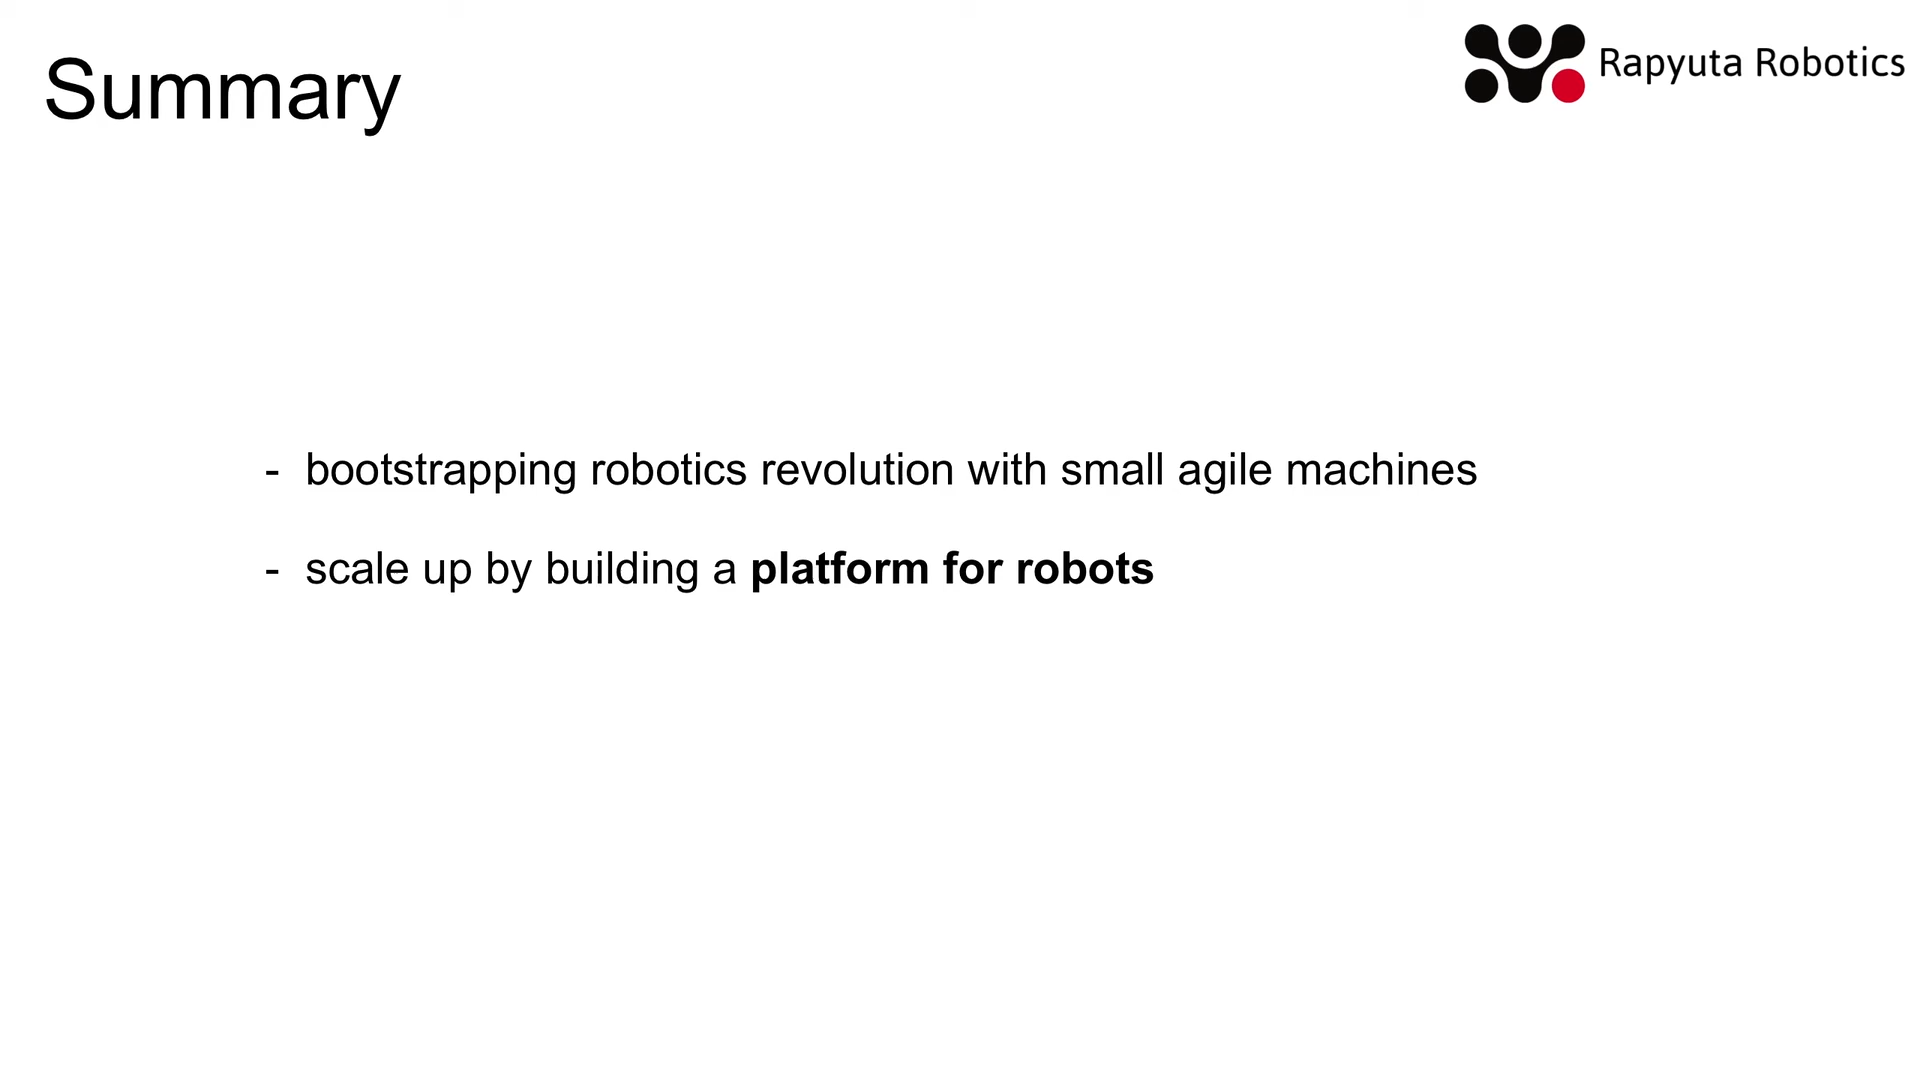 Summary
Rapyuta Robotics
- bootstrapping robotics revolution with small agile machines
- scale up by building a platform for robots